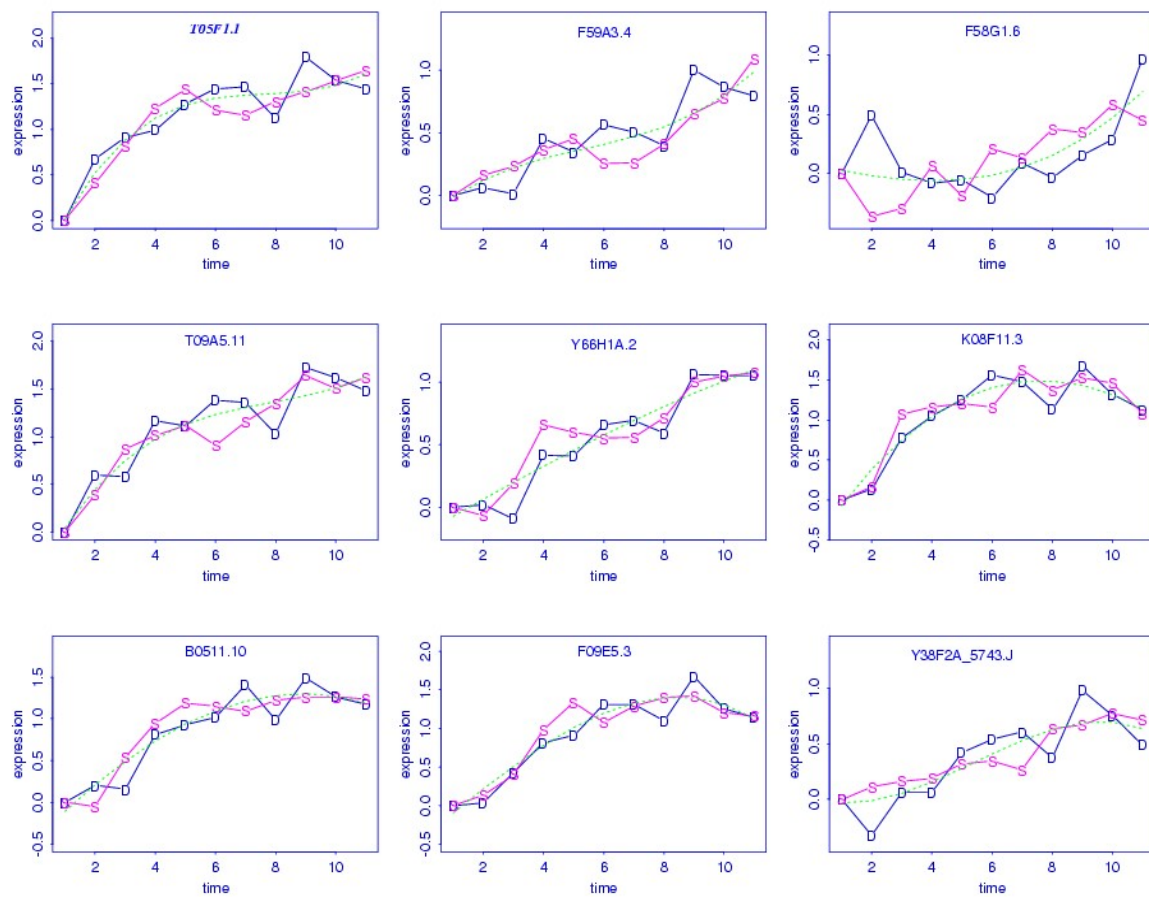 T05F1.1
expression
0.0 0.5 1.0 1.5 2.0
D D D D D D D D D D D
S S S S S S S S S S S
2 4 6 8 10
time
F59A3.4
expression
0.0 0.5 1.0
D D D D D D D D D D D
S S S S S S S S S S S
2 4 6 8 10
time
F58G1.6
expression
0.0 0.5 1.0
D D D D D D D D D D D
S S S S S S S S S S S
2 4 6 8 10
time
T09A5.11
expression
0.0 0.5 1.0 1.5 2.0
D D D D D D D D D D D
S S S S S S S S S S S
2 4 6 8 10
time
Y66H1A.2
expression
0.0 0.5 1.0
D D D D D D D D D D D
S S S S S S S S S S S
2 4 6 8 10
time
K08F11.3
expression
-0.5 0.0 0.5 1.0 1.5 2.0
D D D D D D D D D D D
S S S S S S S S S S S
2 4 6 8 10
time
B0511.10
expression
-0.5 0.0 0.5 1.0 1.5
D D D D D D D D D D D
S S S S S S S S S S S
2 4 6 8 10
time
F09E5.3
expression
-0.5 0.0 0.5 1.0 1.5 2.0
D D D D D D D D D D D
S S S S S S S S S S S
2 4 6 8 10
time
Y38F2A_5743.J
expression
0.0 0.5 1.0
D D D D D D D D D D D
S S S S S S S S S S S
2 4 6 8 10
time